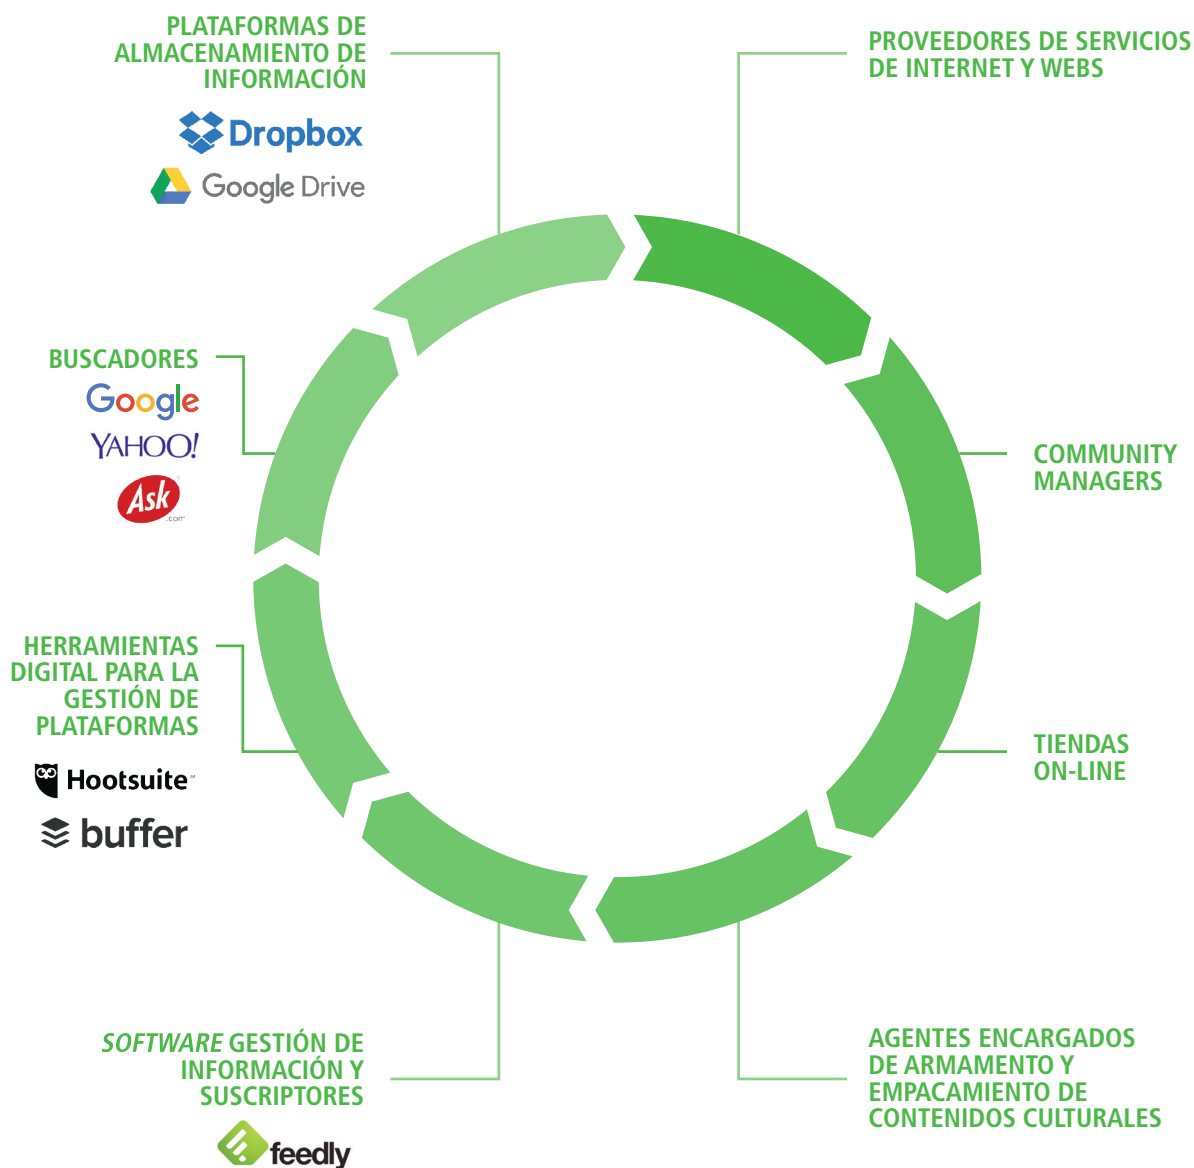 PLATAFORMAS DE
ALMACENAMIENTO DE
INFORMACIÓN
Dropbox
Google Drive
PROVEEDORES DE SERVICIOS
DE INTERNET Y WEBS
BUSCADORES
Google
YAHOO!
Ask
.com
COMMUNITY
MANAGERS
HERRAMIENTAS
DIGITAL PARA LA
GESTIÓN DE
PLATAFORMAS
Hootsuite™
buffer
TIENDAS
ON-LINE
SOFTWARE GESTIÓN DE
INFORMACIÓN Y
SUSCRIPTORES
feedly
AGENTES ENCARGADOS
DE ARMAMENTO Y
EMPACAMIENTO DE
CONTENIDOS CULTURALES